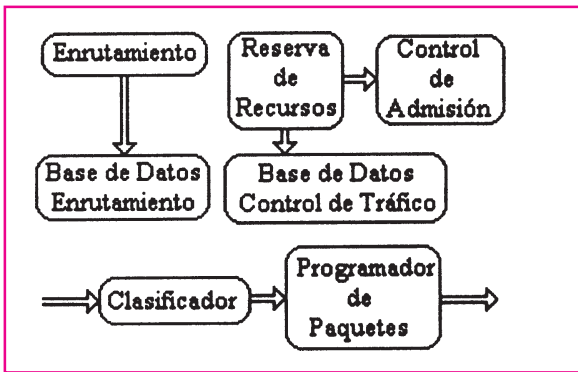 Enrutamiento
Reserva
de
Recursos
Control
de
Admisión
Base de Datos
Enrutamiento
Base de Datos
Control de Tráfico
Clasificador
Programador
de
Paquetes